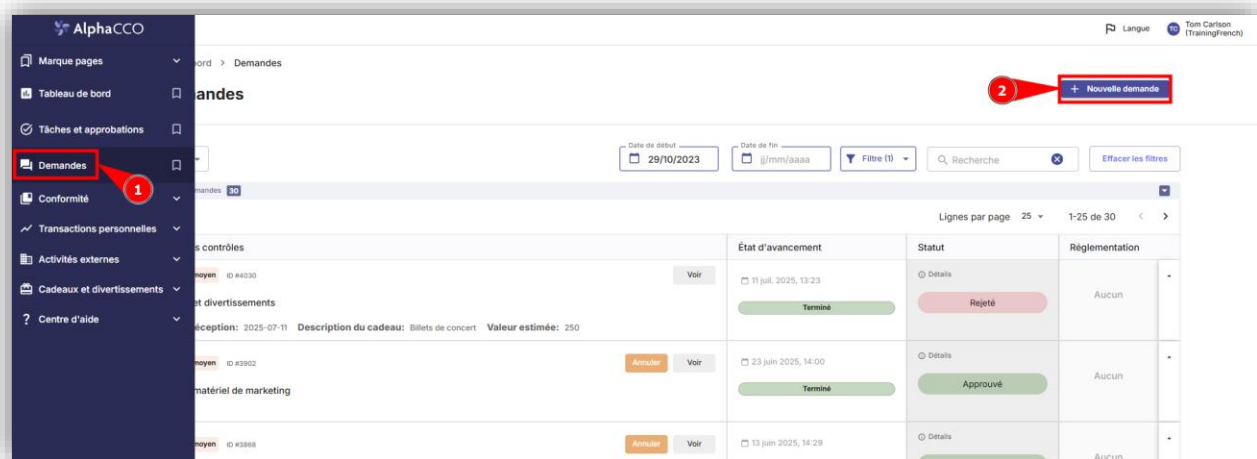 AlphaCCO
Langue
TC
Tom Carlson
(TrainingFrench)
Marque pages
Tableau de bord
Tâches et approbations
Demandes
1
Conformité
Transactions personnelles
Activités externes
Cadeaux et divertissements
? Centre d'aide
ord > Demandes
andes
2
+ Nouvelle demande
Date de début
29/10/2023
Date de fin
jj/mm/aaaa
Filtre (1)
Recherche
Effacer les filtres
mandes 30
Lignes par page 25
1-25 de 30 < >
s contrôles
État d'avancement
Statut
Réglementation
moyen ID #4030
Voir
11 juil. 2025, 13:23
Détails
et divertissements
Terminé
Rejeté
Aucun
éception: 2025-07-11 Description du cadeau: Billets de concert Valeur estimée: 250
moyen ID #3902
Annuler
Voir
23 juin 2025, 14:00
Détails
matériel de marketing
Terminé
Approuvé
Aucun
moyen ID #3868
Annuler
Voir
13 juin 2025, 14:29
Détails
Aucun